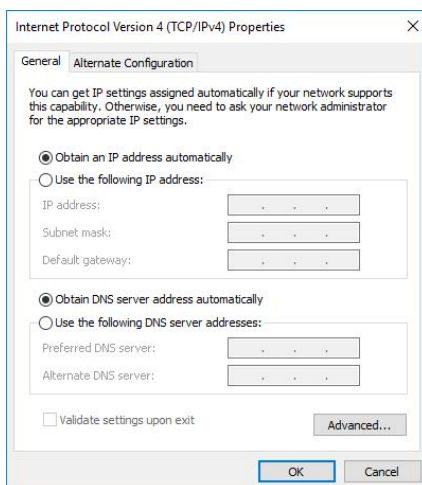 Internet Protocol Version 4 (TCP/IPv4) Properties
General
Alternate Configuration
You can get IP settings assigned automatically if your network supports
this capability. Otherwise, you need to ask your network administrator
for the appropriate IP settings.
Obtain an IP address automatically
Use the following IP address:
IP address:
Subnet mask:
Default gateway:
Obtain DNS server address automatically
Use the following DNS server addresses:
Preferred DNS server:
Alternate DNS server:
Validate settings upon exit
Advanced...
OK
Cancel